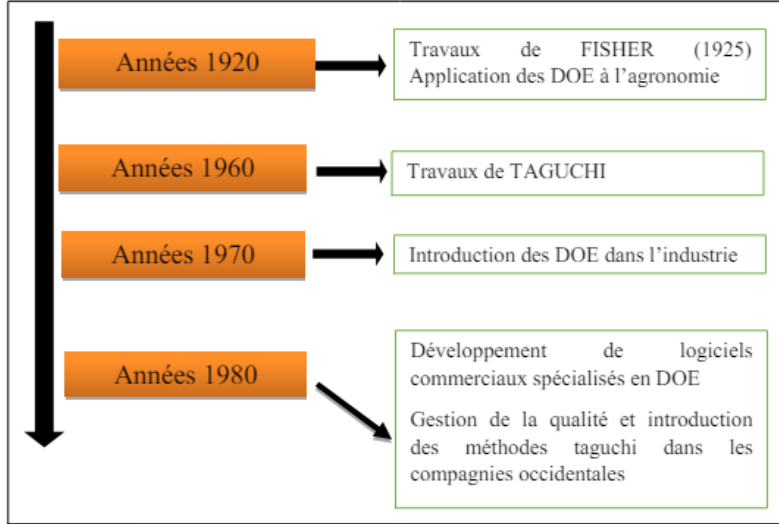 Années 1920
Travaux de FISHER (1925)
Application des DOE à l’agronomie
Années 1960
Travaux de TAGUCHI
Années 1970
Introduction des DOE dans l’industrie
Années 1980
Développement de logiciels
commerciaux spécialisés en DOE
Gestion de la qualité et introduction
des méthodes taguchi dans les
compagnies occidentales